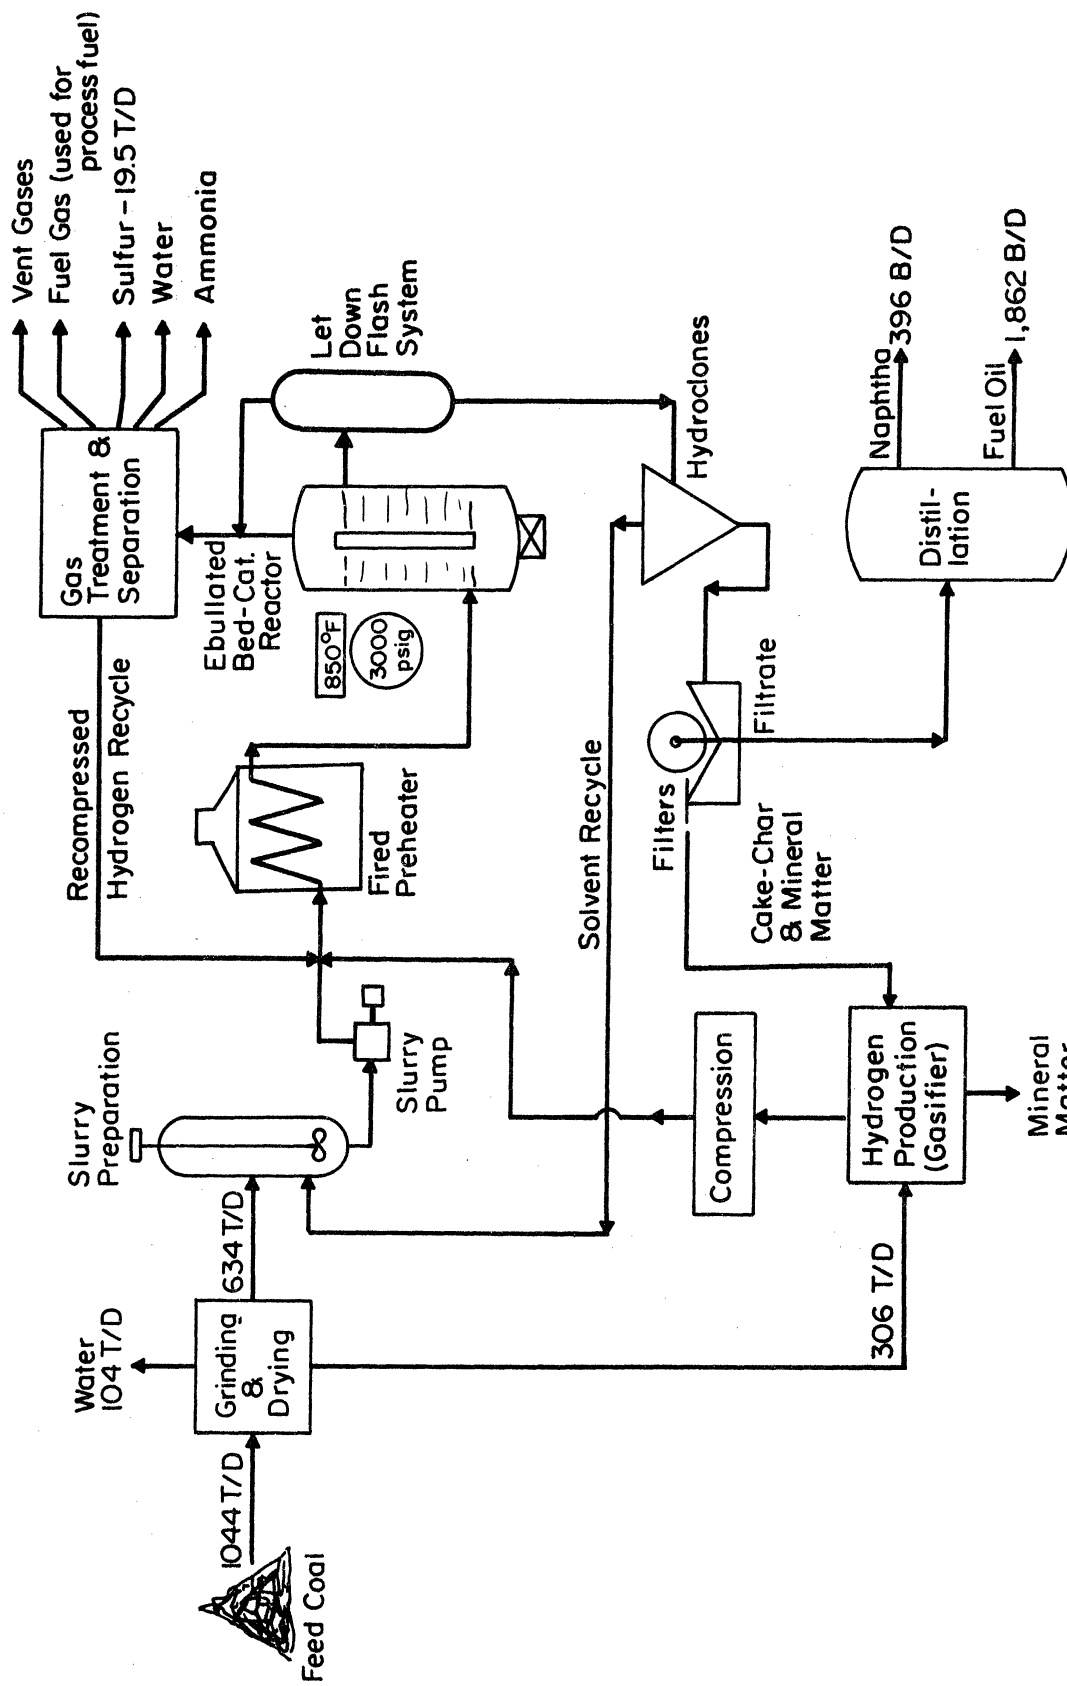 Feed Coal
1044 T/D
Water
104 T/D
Grinding
&
Drying
634 T/D
306 T/D
Slurry
Preparation
Slurry
Pump
Recompressed
Hydrogen Recycle
Fired
Preheater
850°F
3000
psig
Ebullated
Bed-Cat.
Reactor
Gas
Treatment &
Separation
Vent Gases
Fuel Gas (used for
process fuel)
Sulfur-19.5 T/D
Water
Ammonia
Let
Down
Flash
System
Hydroclones
Solvent Recycle
Filters
Filtrate
Cake-Char
& Mineral
Matter
Compression
Hydrogen
Production
(Gasifier)
Mineral
Distil-
lation
Naphtha
396 B/D
Fuel Oil
1,862 B/D